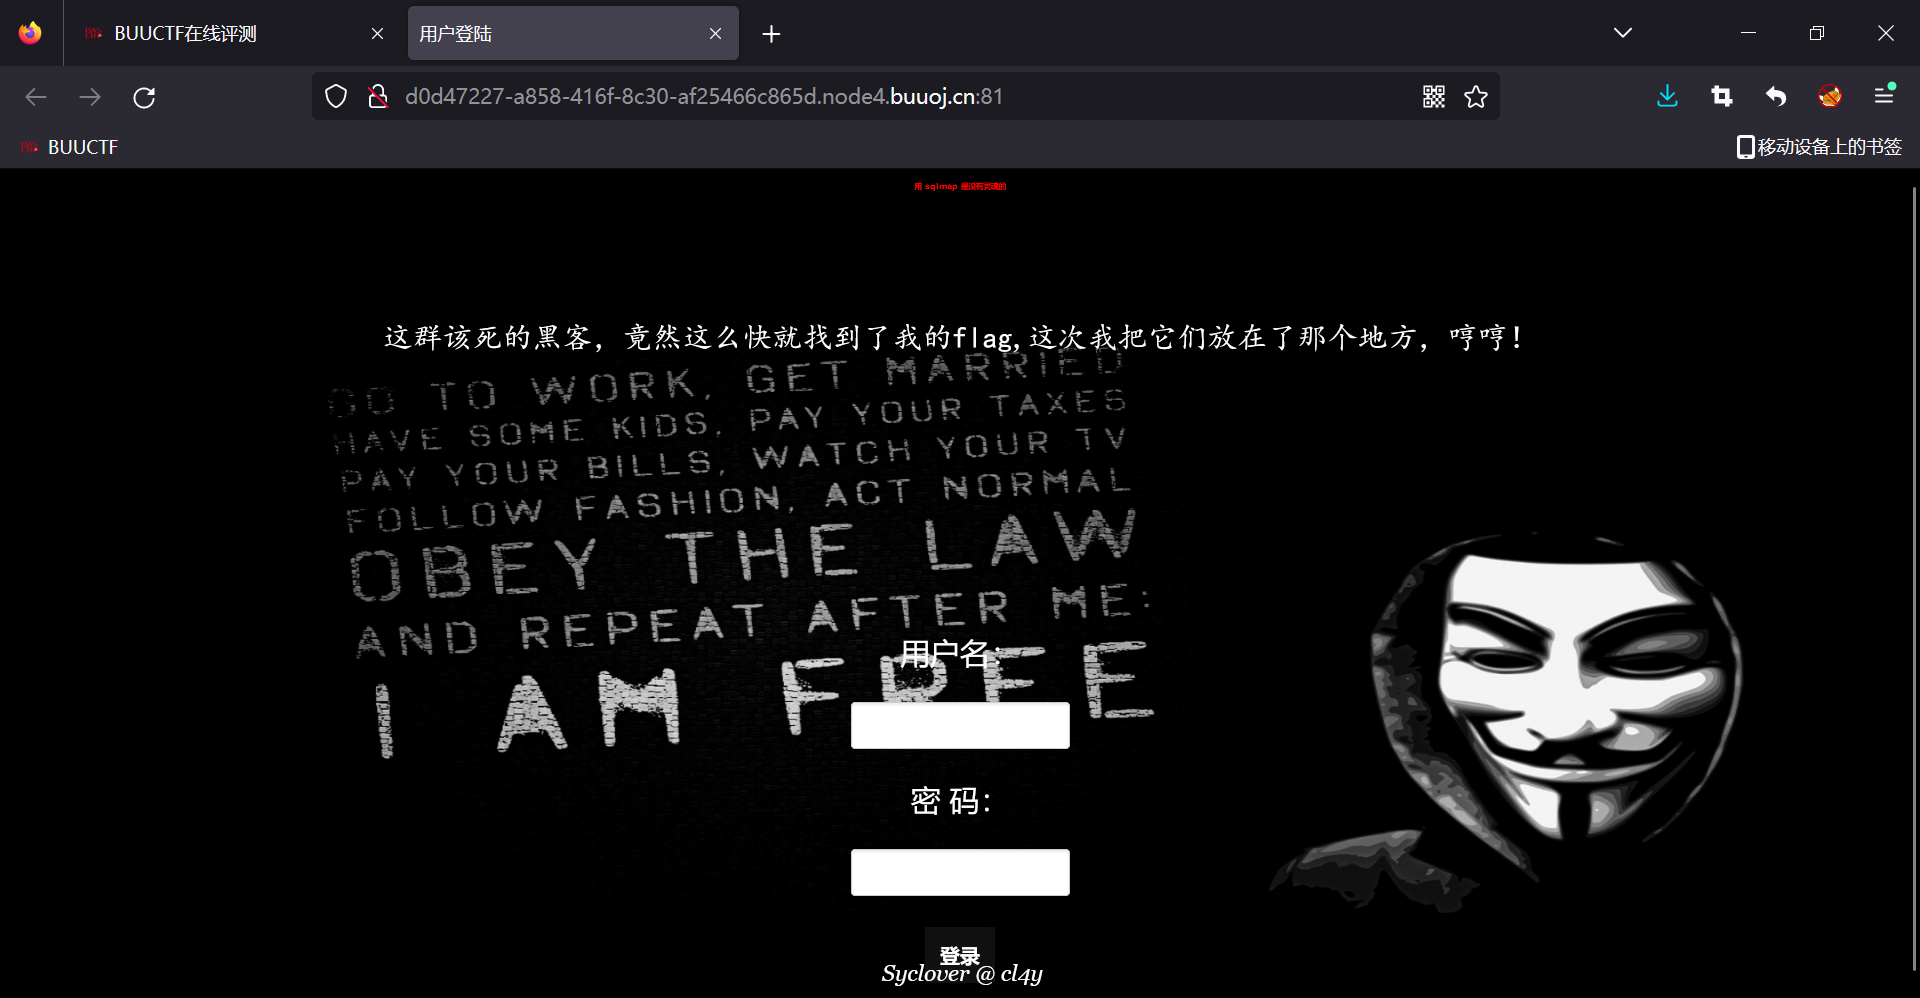 BUUCTF在线评测
用户登陆
d0d47227-a858-416f-8c30-af25466c865d.node4.buuoj.cn:81
BUUCTF
移动设备上的书签
用 sqlmap 是没有灵魂的
这群该死的黑客，竟然这么快就找到了我的flag,这次我把它们放在了那个地方，哼哼！
GO TO WORK, GET MARRIED
HAVE SOME KIDS, PAY YOUR TAXES
PAY YOUR BILLS, WATCH YOUR TV
FOLLOW FASHION, ACT NORMAL
OBEY THE LAW
AND REPEAT AFTER ME:
I AM FREE
用户名：
密 码：
登录
Syclover @ cl4y